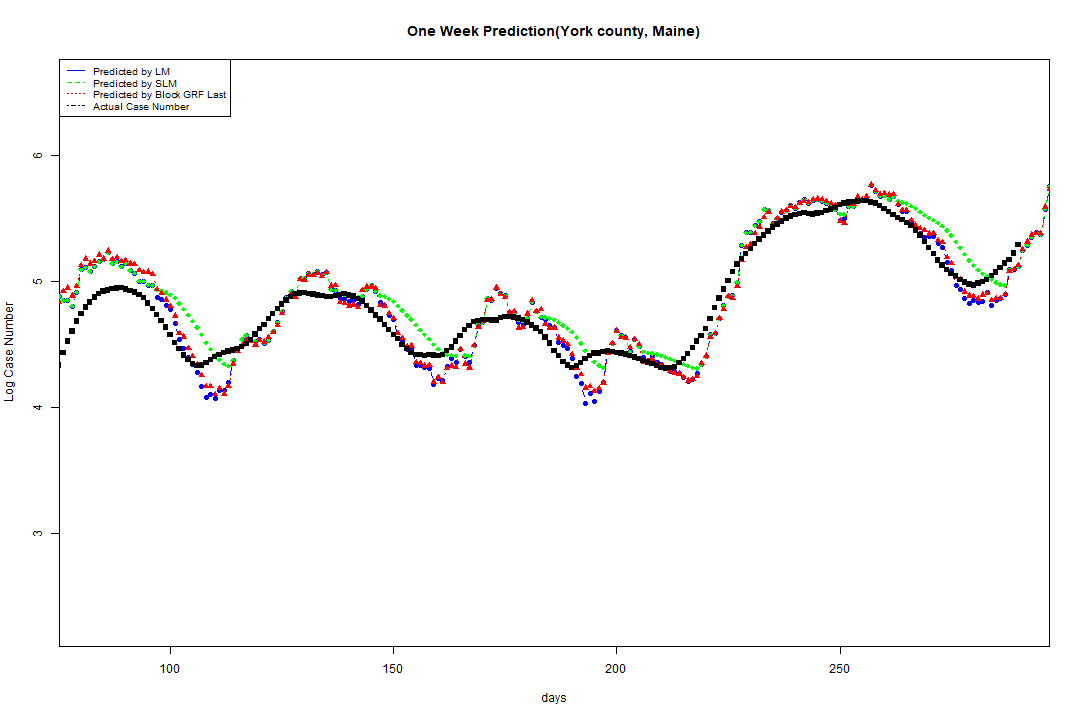 One Week Prediction(York county, Maine)
Predicted by LM
Predicted by SLM
Predicted by Block GRF Last
Actual Case Number
Log Case Number
6
5
4
3
100 150 200 250
days